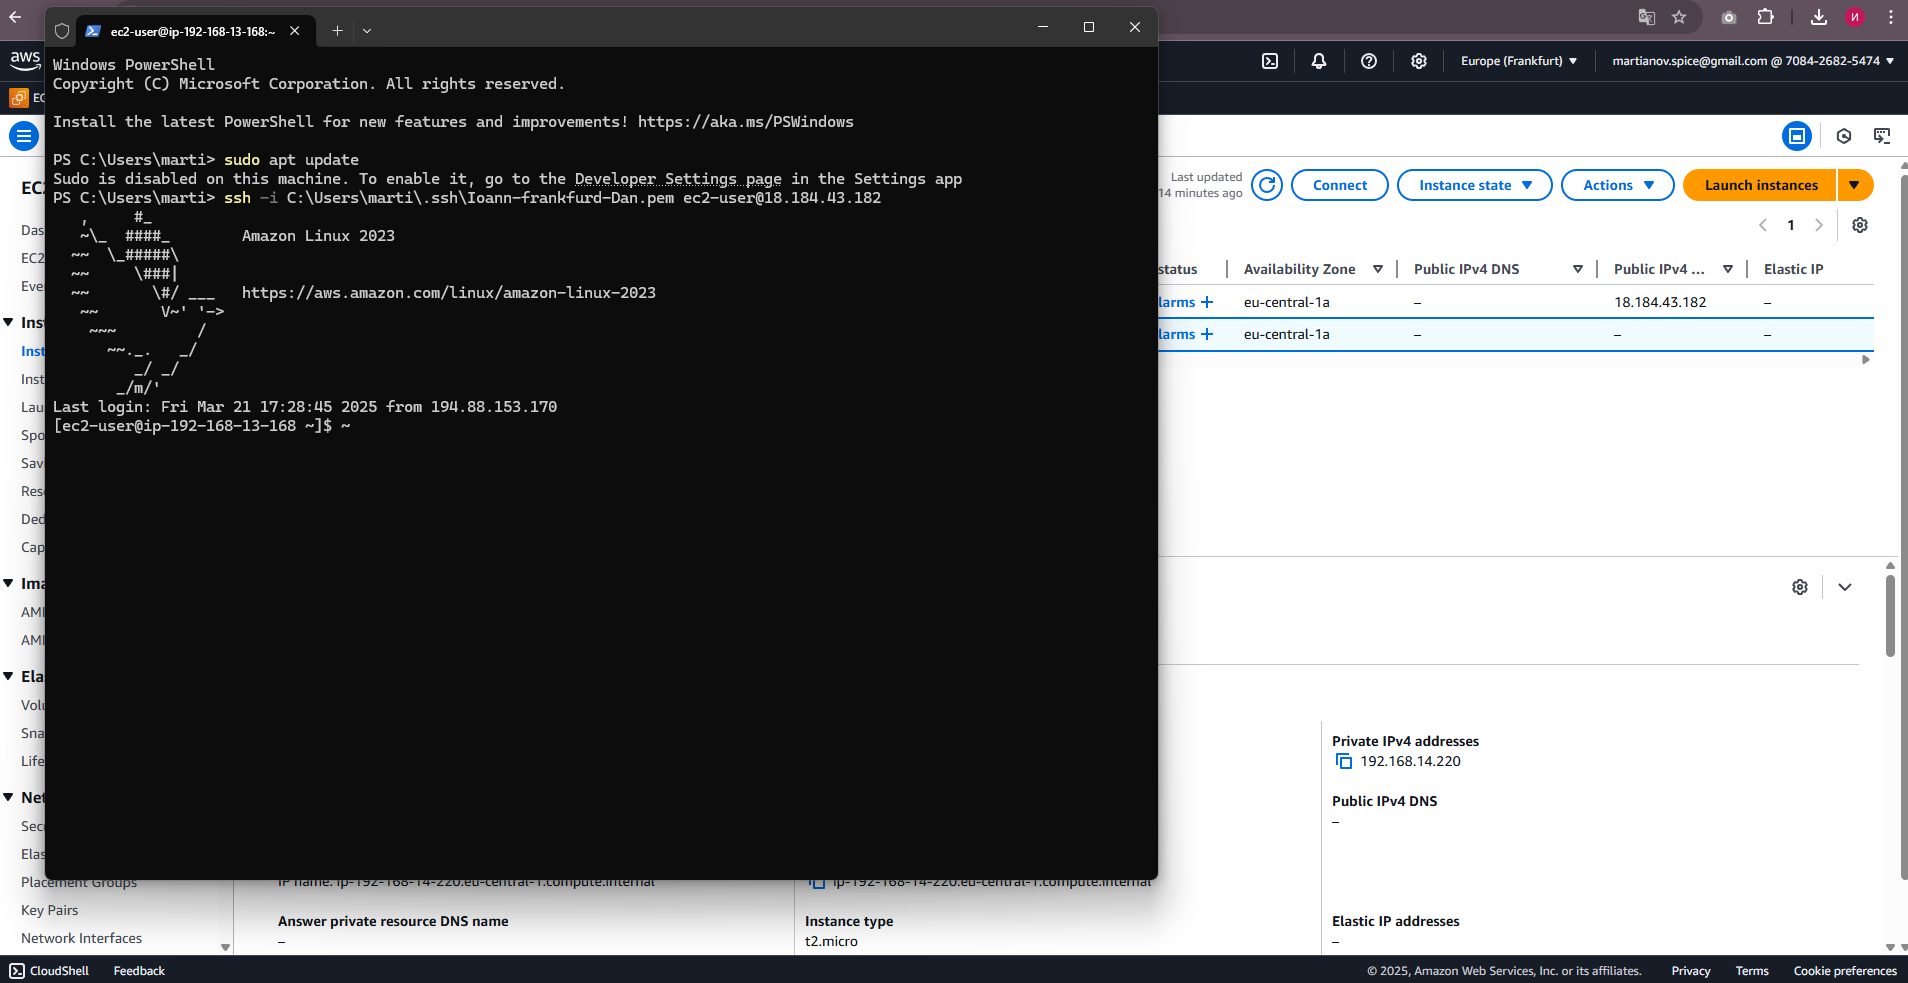 ec2-user@ip-192-168-13-168:~
Windows PowerShell
Copyright (C) Microsoft Corporation. All rights reserved.
Install the latest PowerShell for new features and improvements! https://aka.ms/PSWindows
PS C:\Users\marti> sudo apt update
Sudo is disabled on this machine. To enable it, go to the Developer Settings page in the Settings app
PS C:\Users\marti> ssh -i C:\Users\marti\.ssh\Ioann-frankfurd-Dan.pem ec2-user@18.184.43.182
   ,     #_
   ~\_  ####_        Amazon Linux 2023
  ~~  \_#####\
  ~~     \###|
  ~~       \#/ ___   https://aws.amazon.com/linux/amazon-linux-2023
   ~~       V~' '->
    ~~~         /
      ~~._.   _/
         _/ _/
       _/m/'
Last login: Fri Mar 21 17:28:45 2025 from 194.88.153.170
[ec2-user@ip-192-168-13-168 ~]$ ~
aws
И
Europe (Frankfurt)
martianov.spice@gmail.com @ 7084-2682-5474
EC
EC2
Das
EC2
Eve
Inst
Inst
Inst
Lau
Spo
Savi
Res
Ded
Cap
Ima
AMI
AMI
Ela
Volu
Sna
Life
Net
Secu
Elas
Placement Groups
Key Pairs
Network Interfaces
Last updated
14 minutes ago
Connect
Instance state
Actions
Launch instances
1
status
Availability Zone
Public IPv4 DNS
Public IPv4 ...
Elastic IP
larms +
eu-central-1a
–
18.184.43.182
–
larms +
eu-central-1a
–
–
–
Private IPv4 addresses
192.168.14.220
Public IPv4 DNS
–
IP name: ip-192-168-14-220.eu-central-1.compute.internal
ip-192-168-14-220.eu-central-1.compute.internal
Answer private resource DNS name
–
Instance type
t2.micro
Elastic IP addresses
–
CloudShell
Feedback
© 2025, Amazon Web Services, Inc. or its affiliates.
Privacy
Terms
Cookie preferences